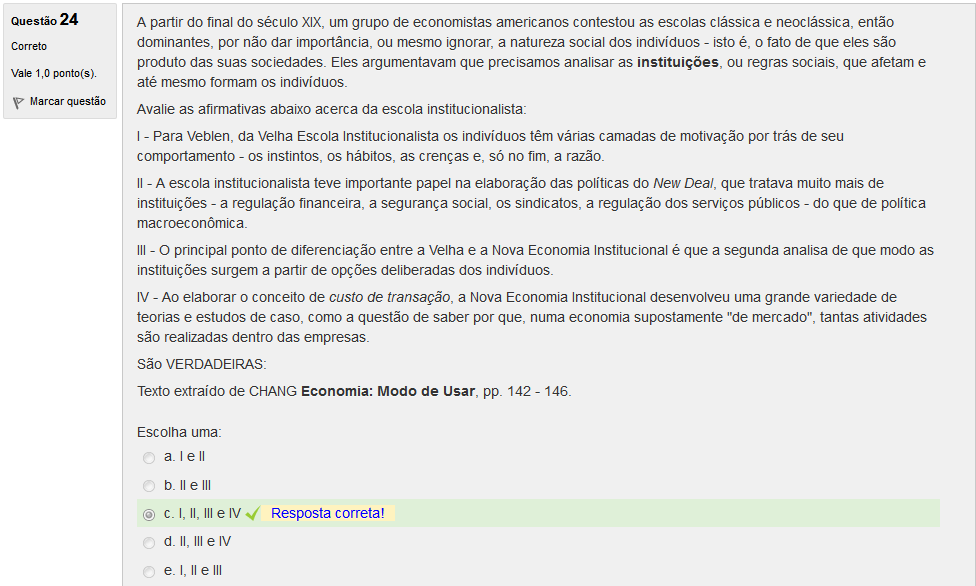 Questão 24
Correto
Vale 1,0 ponto(s).
Marcar questão
A partir do final do século XIX, um grupo de economistas americanos contestou as escolas clássica e neoclássica, então
dominantes, por não dar importância, ou mesmo ignorar, a natureza social dos indivíduos - isto é, o fato de que eles são
produto das suas sociedades. Eles argumentavam que precisamos analisar as instituições, ou regras sociais, que afetam e
até mesmo formam os indivíduos.
Avalie as afirmativas abaixo acerca da escola institucionalista:
I - Para Veblen, da Velha Escola Institucionalista os indivíduos têm várias camadas de motivação por trás de seu
comportamento - os instintos, os hábitos, as crenças e, só no fim, a razão.
II - A escola institucionalista teve importante papel na elaboração das políticas do New Deal, que tratava muito mais de
instituições - a regulação financeira, a segurança social, os sindicatos, a regulação dos serviços públicos - do que de política
macroeconômica.
III - O principal ponto de diferenciação entre a Velha e a Nova Economia Institucional é que a segunda analisa de que modo as
instituições surgem a partir de opções deliberadas dos indivíduos.
IV - Ao elaborar o conceito de custo de transação, a Nova Economia Institucional desenvolveu uma grande variedade de
teorias e estudos de caso, como a questão de saber por que, numa economia supostamente "de mercado", tantas atividades
são realizadas dentro das empresas.
São VERDADEIRAS:
Texto extraído de CHANG Economia: Modo de Usar, pp. 142 - 146.
Escolha uma:
a. I e II
b. II e III
c. I, II, III e IV Resposta correta!
d. II, III e IV
e. I, II e III